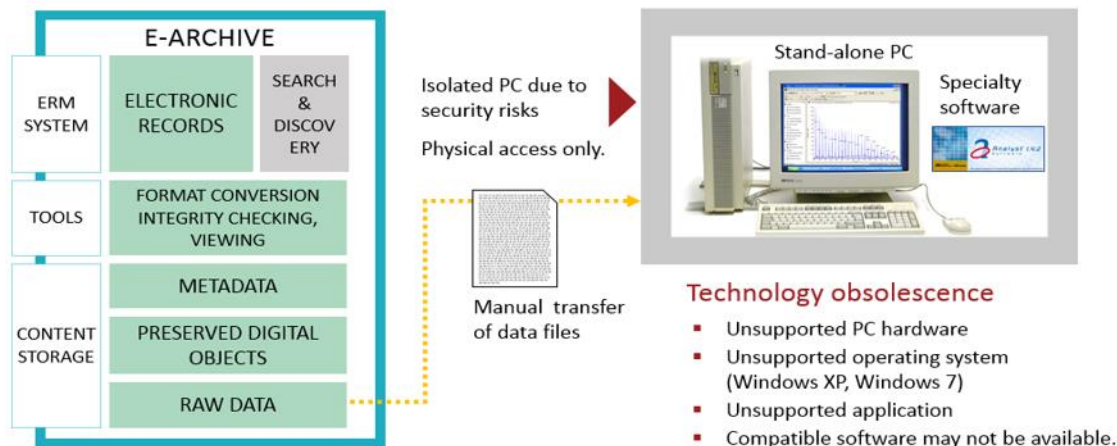 E-ARCHIVE
ERM
SYSTEM
ELECTRONIC
RECORDS
SEARCH
&
DISCOV
ERY
TOOLS
FORMAT CONVERSION
INTEGRITY CHECKING,
VIEWING
CONTENT
STORAGE
METADATA
PRESERVED DIGITAL
OBJECTS
RAW DATA
Isolated PC due to
security risks
Physical access only.
Manual transfer
of data files
Stand-alone PC
Specialty
software
Analyst
Technology obsolescence
▪ Unsupported PC hardware
▪ Unsupported operating system
(Windows XP, Windows 7)
▪ Unsupported application
▪ Compatible software may not be available.